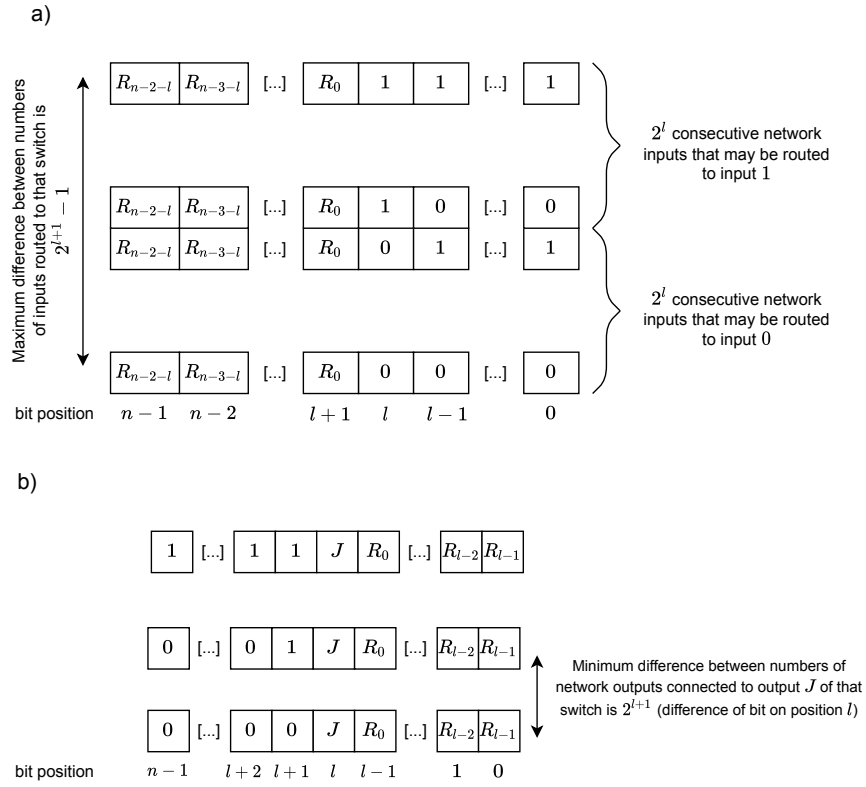 a)
Maximum difference between numbers
of inputs routed to that switch is
$2^{l+1} - 1$
$R_{n-2-l}$ $R_{n-3-l}$ [...] $R_0$ 1 1 [...] 1
$2^l$ consecutive network
inputs that may be routed
to input 1
$R_{n-2-l}$ $R_{n-3-l}$ [...] $R_0$ 1 0 [...] 0
$R_{n-2-l}$ $R_{n-3-l}$ [...] $R_0$ 0 1 [...] 1
$2^l$ consecutive network
inputs that may be routed
to input 0
$R_{n-2-l}$ $R_{n-3-l}$ [...] $R_0$ 0 0 [...] 0
bit position $n-1$ $n-2$ $l+1$ $l$ $l-1$ 0
b)
1 [...] 1 1 $J$ $R_0$ [...] $R_{l-2}$ $R_{l-1}$
0 [...] 0 1 $J$ $R_0$ [...] $R_{l-2}$ $R_{l-1}$
Minimum difference between numbers of
network outputs connected to output $J$ of that
switch is $2^{l+1}$ (difference of bit on position $l$)
0 [...] 0 0 $J$ $R_0$ [...] $R_{l-2}$ $R_{l-1}$
bit position $n-1$ $l+2$ $l+1$ $l$ $l-1$ 1 0